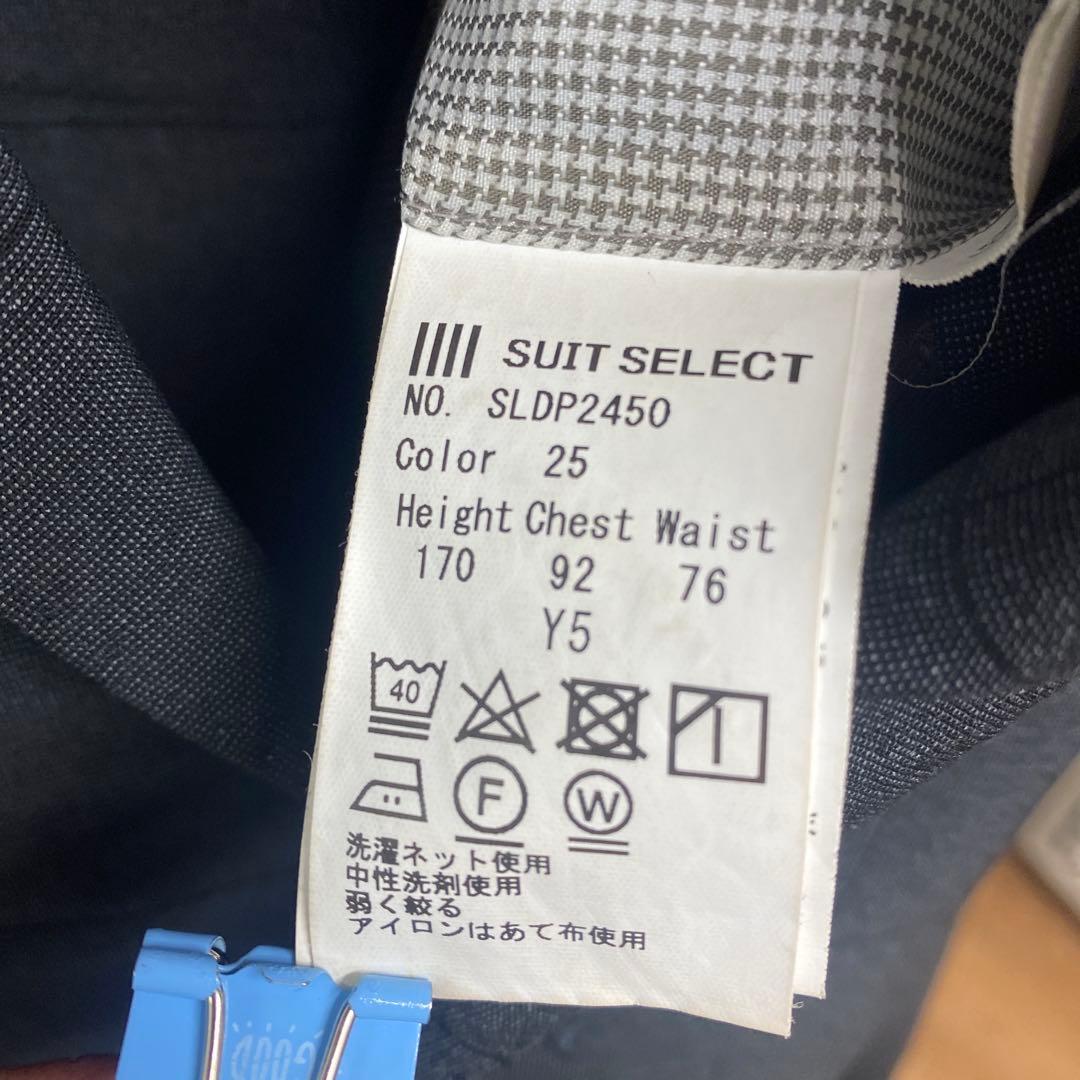 SUIT SELECT
NO. SLDP2450
Color 25
Height Chest Waist
170 92 76
Y5
40
F W
洗濯ネット使用
中性洗剤使用
弱く絞る
アイロンはあて布使用
GOOD